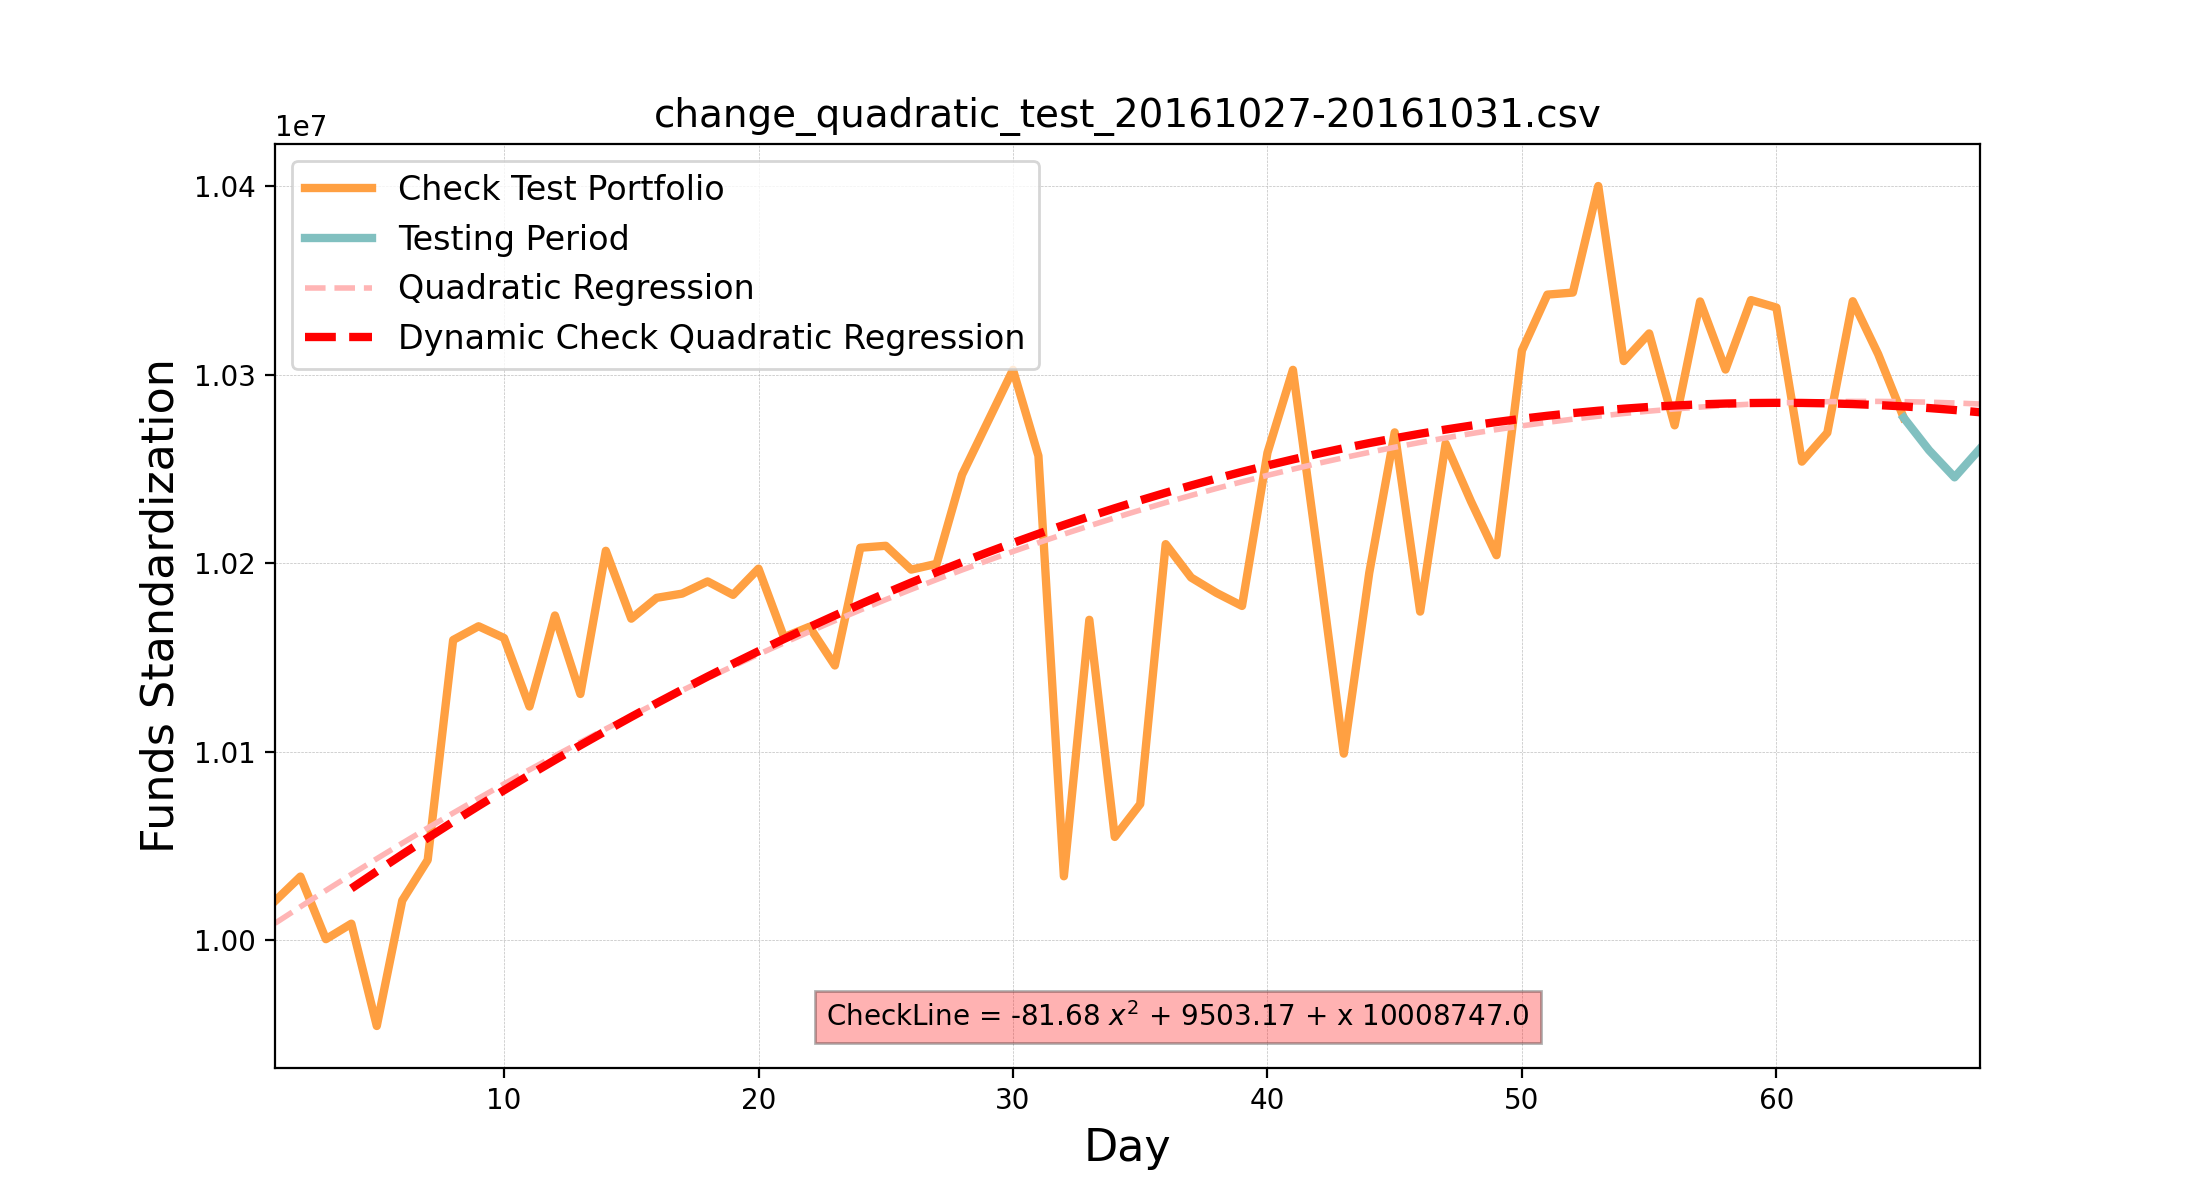 change_quadratic_test_20161027-20161031.csv
1e7
Check Test Portfolio
Testing Period
Quadratic Regression
Dynamic Check Quadratic Regression
1.04
1.03
1.02
1.01
1.00
Funds Standardization
CheckLine = -81.68 x² + 9503.17 + x 10008747.0
10 20 30 40 50 60
Day